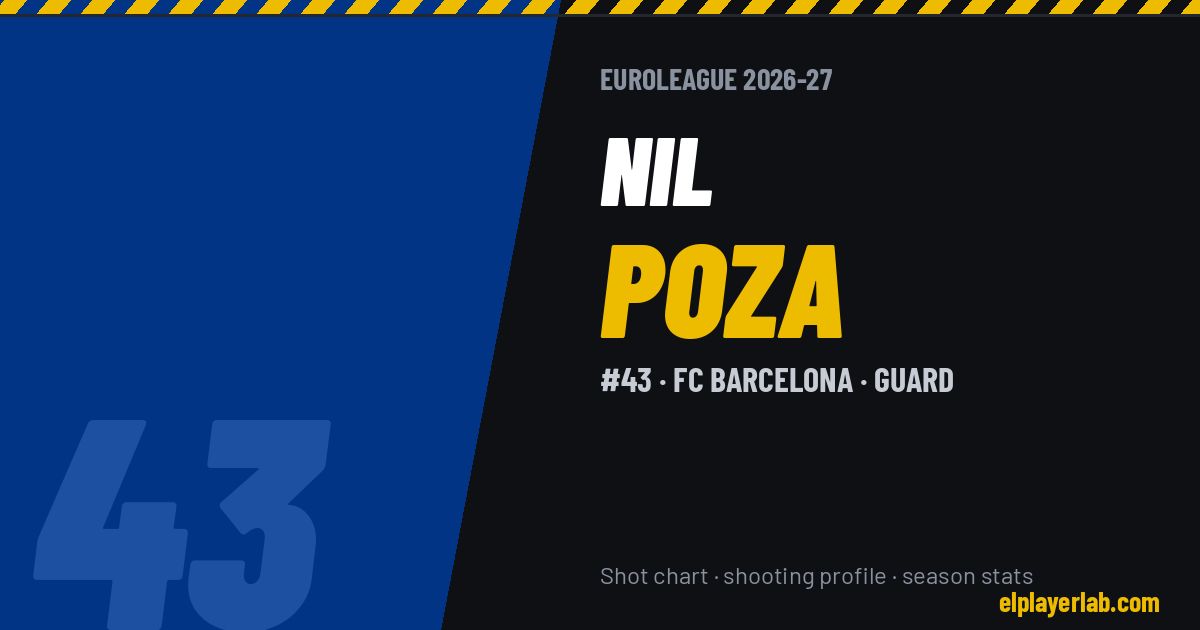 EUROLEAGUE 2026-27
NIL
POZA
#43 · FC BARCELONA · GUARD
43
Shot chart · shooting profile · season stats
elplayerlab.com